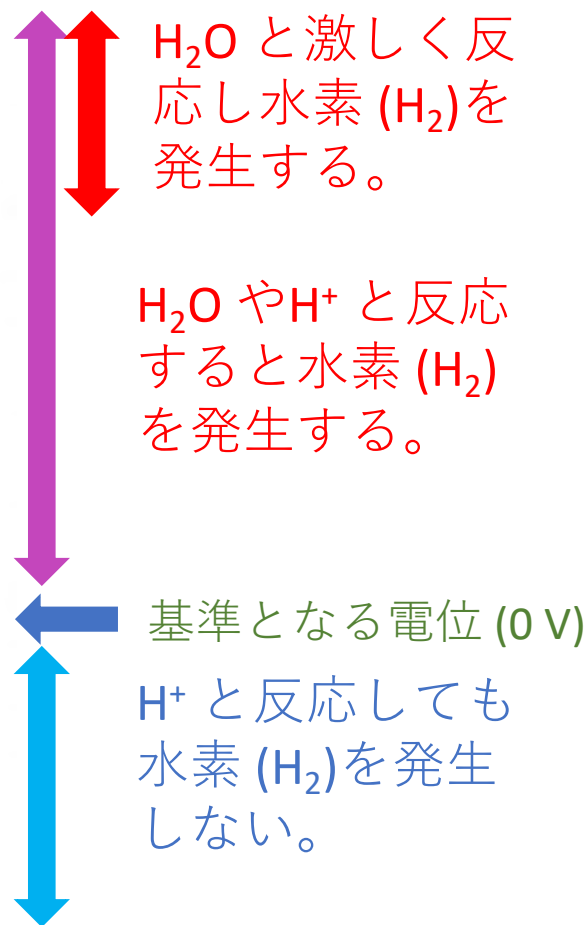 H₂O と激しく反
応し水素 (H₂)を
発生する。
H₂O やH⁺ と反応
すると水素 (H₂)
を発生する。
基準となる電位 (0 V)
H⁺ と反応しても
水素 (H₂)を発生
しない。